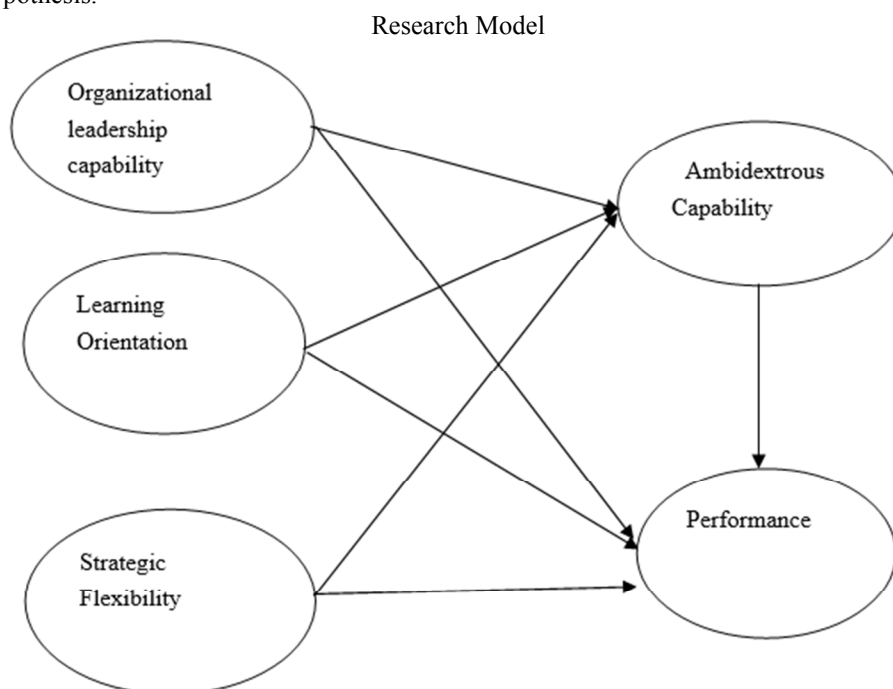 pothesis.
Research Model
Organizational
leadership
capability
Ambidextrous
Capability
Learning
Orientation
Performance
Strategic
Flexibility